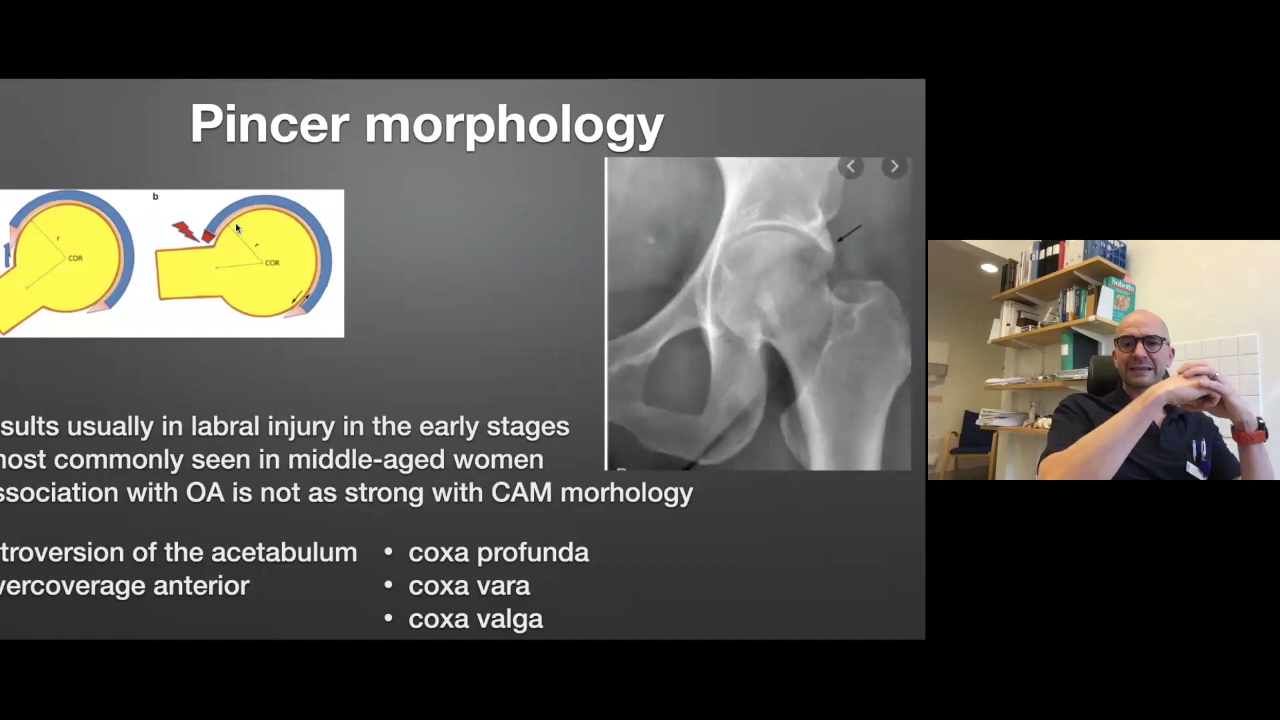 Pincer morphology
b
r
COR
r
COR
sults usually in labral injury in the early stages
nost commonly seen in middle-aged women
ssociation with OA is not as strong with CAM morhology
troversion of the acetabulum
vercoverage anterior
• coxa profunda
• coxa vara
• coxa valga
Sobotta